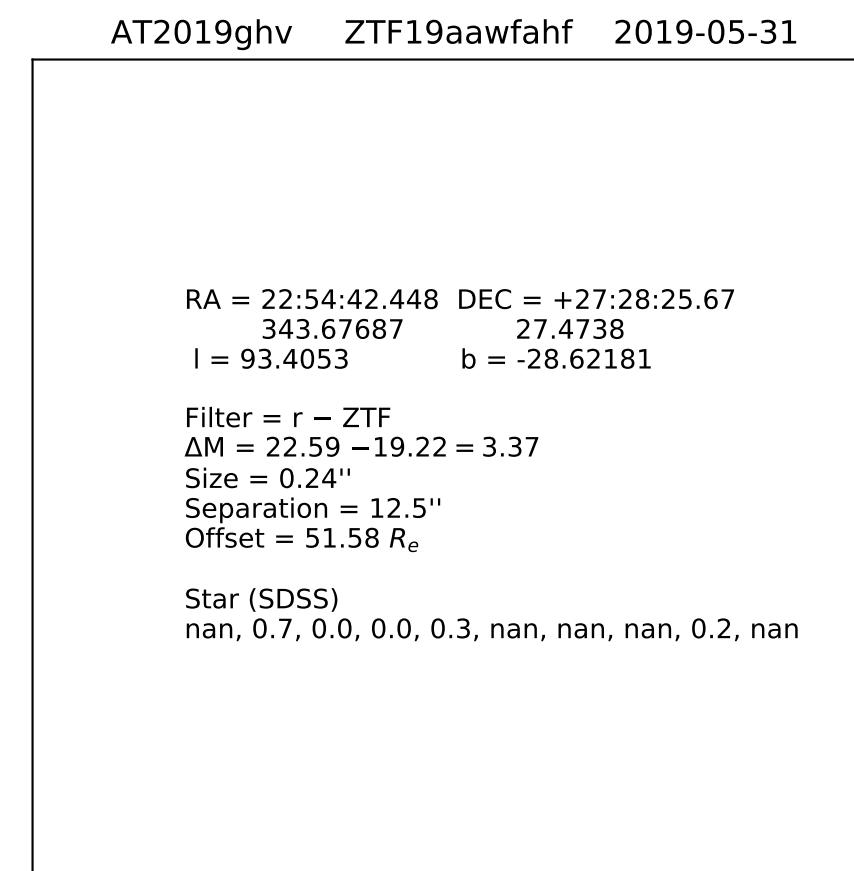 AT2019ghv ZTF19aawfahf 2019-05-31
RA = 22:54:42.448 DEC = +27:28:25.67
343.67687 27.4738
l = 93.4053 b = -28.62181
Filter = r − ZTF
ΔM = 22.59 −19.22 = 3.37
Size = 0.24''
Separation = 12.5''
Offset = 51.58 Re
Star (SDSS)
nan, 0.7, 0.0, 0.0, 0.3, nan, nan, nan, 0.2, nan